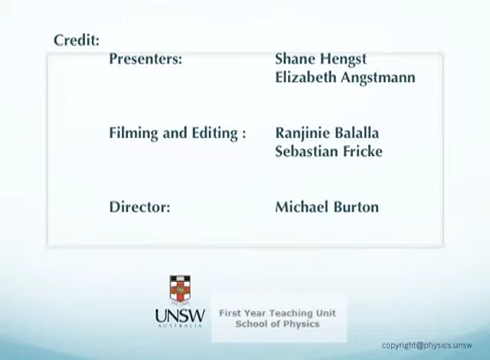 Credit:
Presenters: Shane Hengst
Elizabeth Angstmann
Filming and Editing : Ranjinie Balalla
Sebastian Fricke
Director: Michael Burton
UNSW
AUSTRALIA
First Year Teaching Unit
School of Physics
copyright@physics.unsw